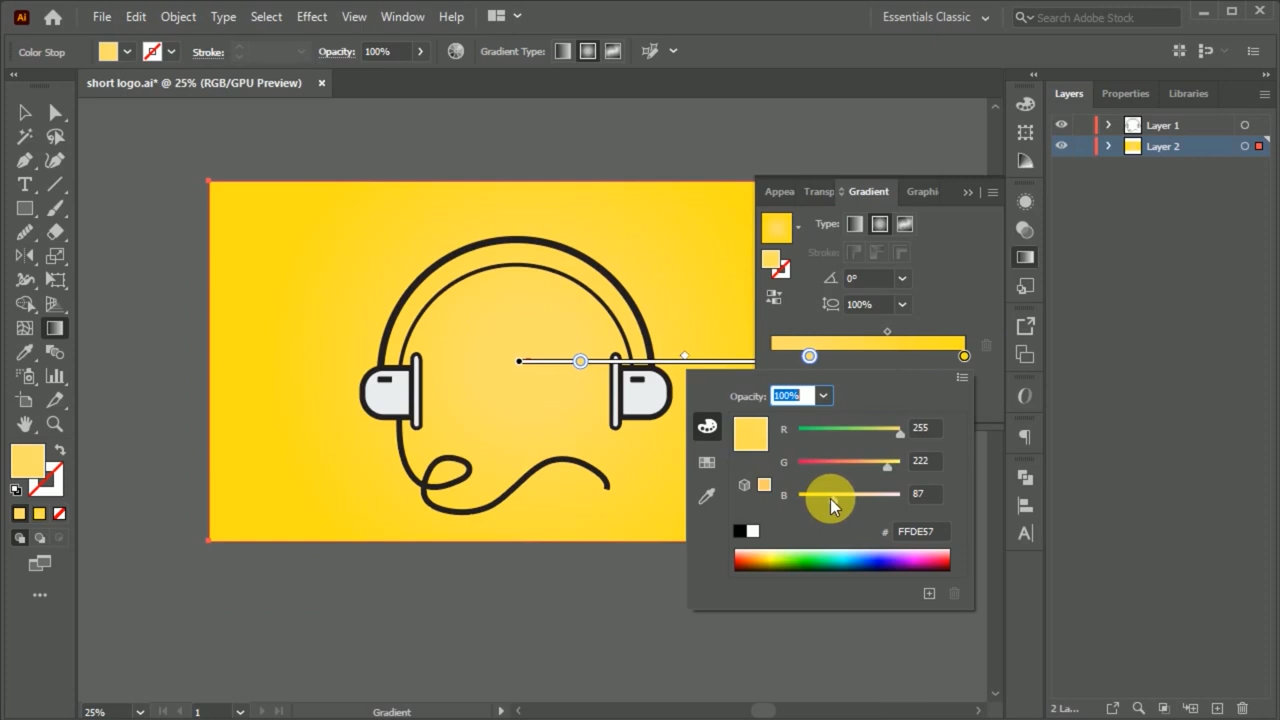 Ai File Edit Object Type Select Effect View Window Help Essentials Classic Search Adobe Stock
Color Stop Stroke: Opacity: 100% Gradient Type:
short logo.ai* @ 25% (RGB/GPU Preview) ×
Layers Properties Libraries
Layer 1
Layer 2
Appea Transp Gradient Graphi
Type:
Stroke:
0°
100%
Opacity: 100%
R 255
G 222
B 87
# FFDE57
25% 1 Gradient 2 La...